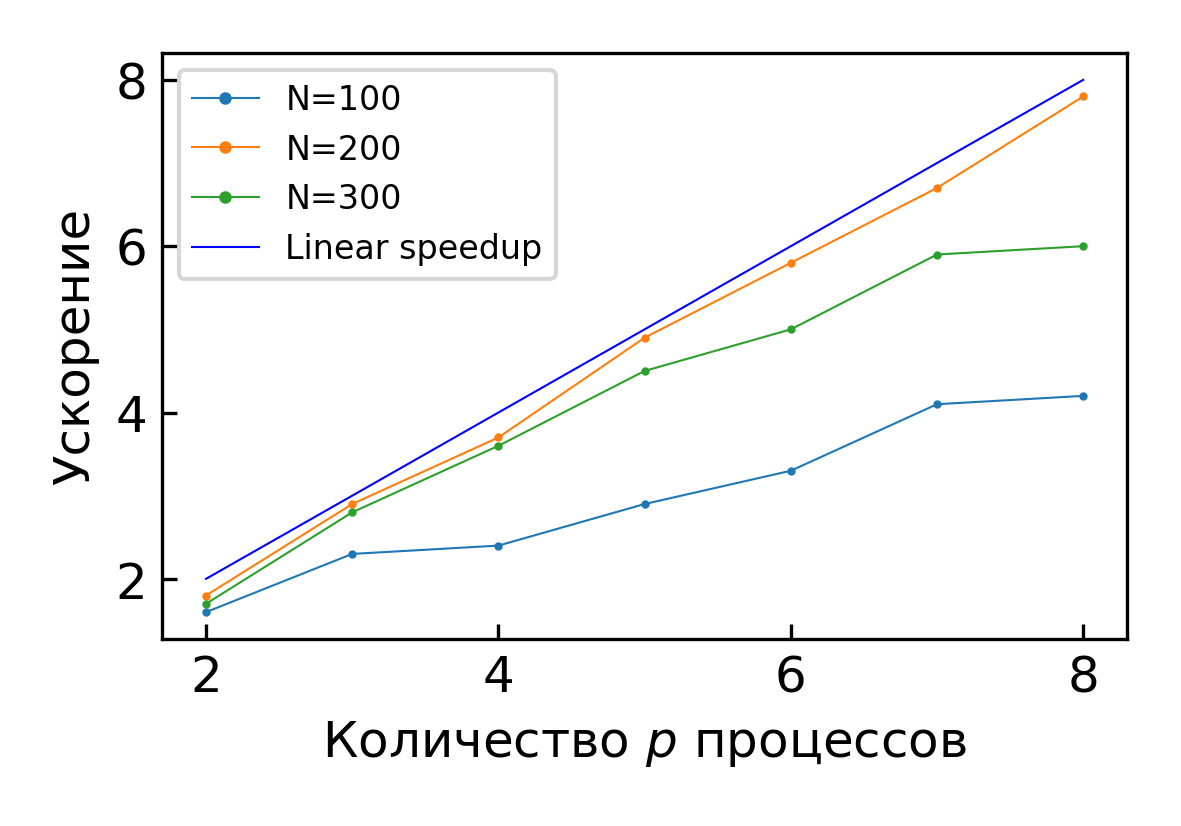 8
6
4
2
Ускорение
N=100
N=200
N=300
Linear speedup
2 4 6 8
Количество p процессов